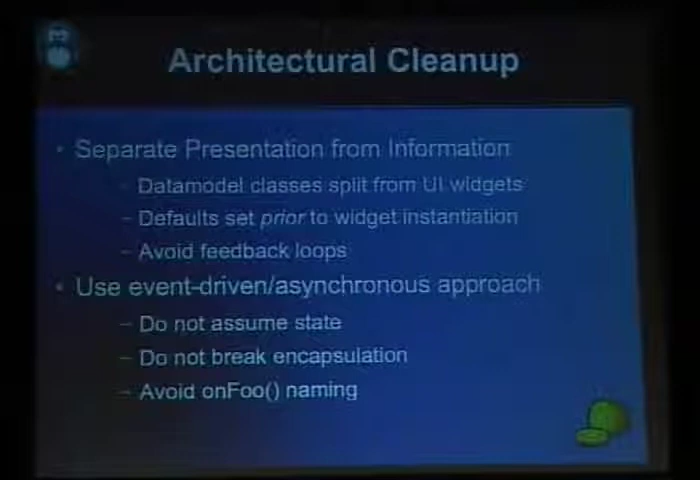 Architectural Cleanup
• Separate Presentation from Information
– Datamodel classes split from UI widgets
– Defaults set prior to widget instantiation
– Avoid feedback loops
• Use event-driven/asynchronous approach
– Do not assume state
– Do not break encapsulation
– Avoid onFoo() naming